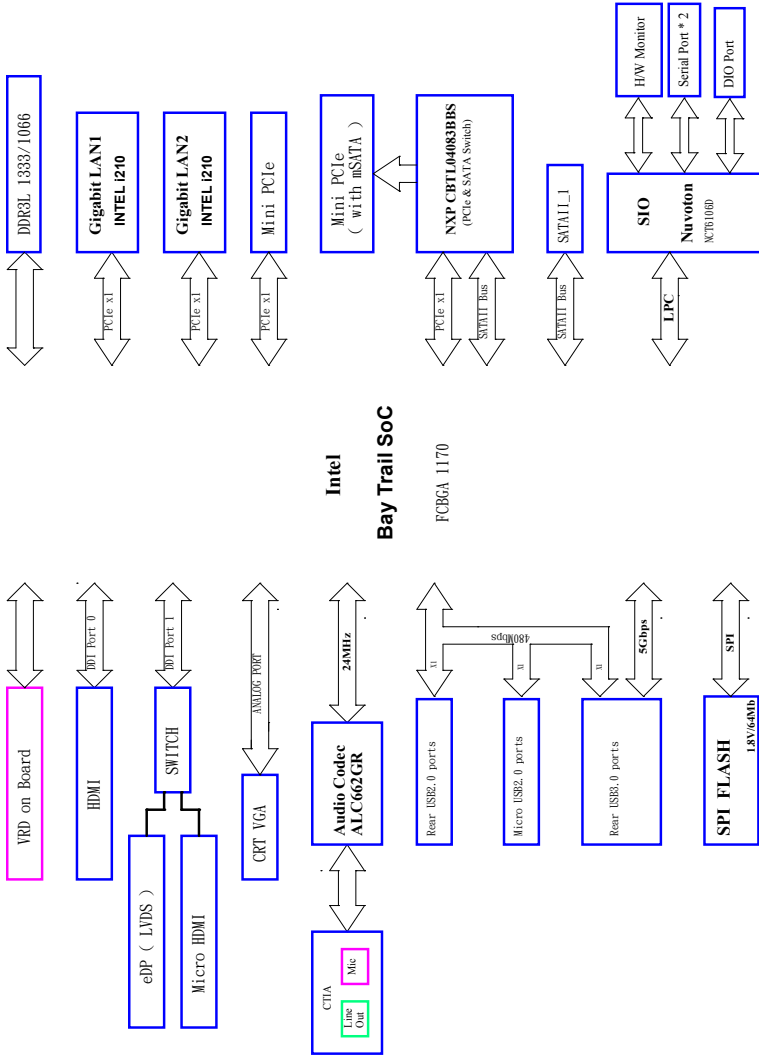 VRD on Board
DDR3L 1333/1066
HDMI
DDI Port 0
PCIe x1
Gigabit LAN1
INTEL i210
eDP ( LVDS )
Micro HDMI
SWITCH
DDI Port 1
PCIe x1
Gigabit LAN2
INTEL i210
CRT VGA
ANALOG PORT
PCIe x1
Mini PCIe
CTIA
Line
Out
Mic
Audio Codec
ALC662GR
24MHz
Intel
Bay Trail SoC
FCBGA 1170
Mini PCIe
( with mSATA )
Rear USB2.0 ports
X1
480Mbps
PCIe x1
SATAII Bus
NXP CBTL04083BBS
(PCIe & SATA Switch)
Micro USB2.0 ports
X1
SATAII Bus
SATAII_1
Rear USB3.0 ports
X1
5Gbps
SPI FLASH
1.8V/64Mb
SPI
LPC
SIO
Nuvoton
NCT6106D
H/W Monitor
Serial Port * 2
DIO Port